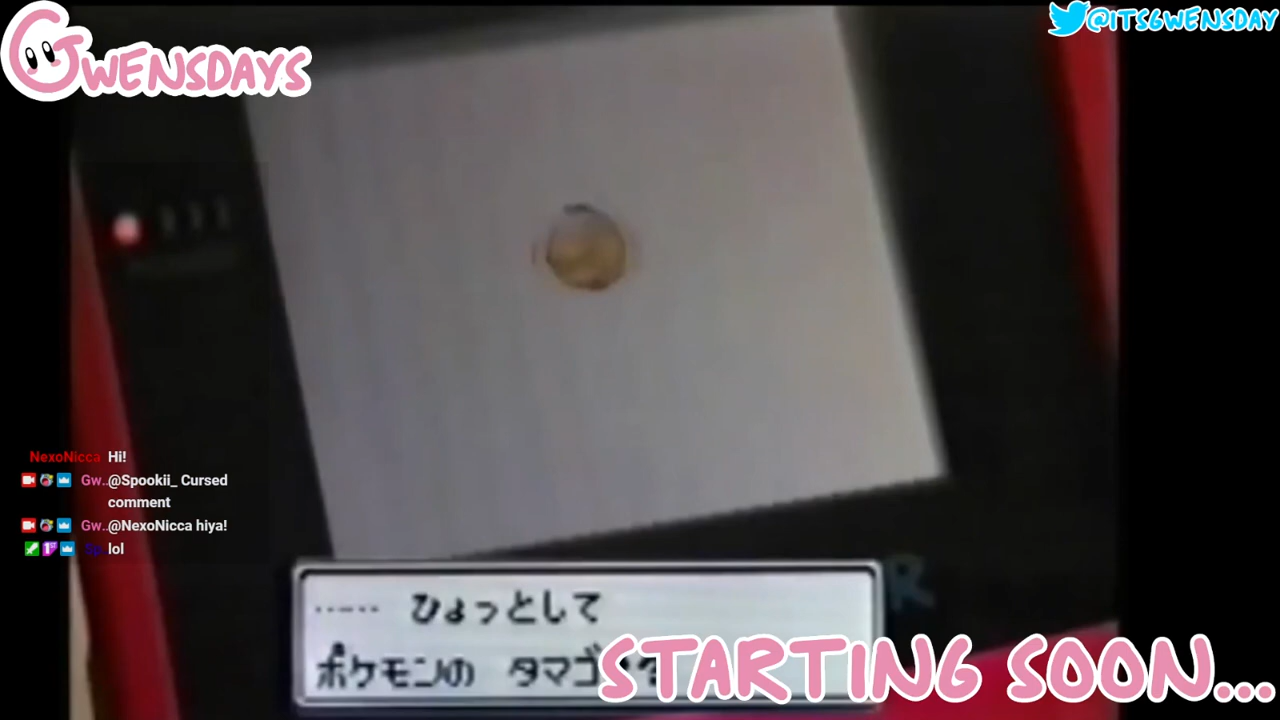 GWENSDAYS
@ITSGWENSDAY
NexoNicca Hi!
Gw..@Spookii_ Cursed
comment
Gw..@NexoNicca hiya!
Sp. lol
R
…… ひょっとして
ポケモンの タマゴ
STARTING SOON...